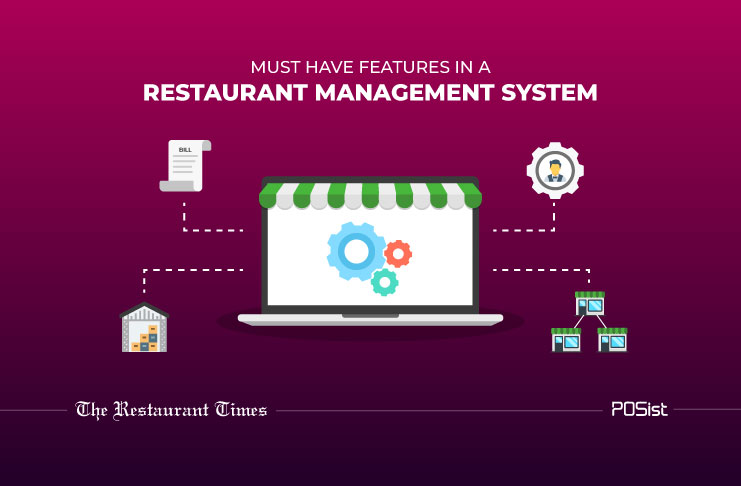 MUST HAVE FEATURES IN A
RESTAURANT MANAGEMENT SYSTEM
BILL
The Restaurant Times
POSist